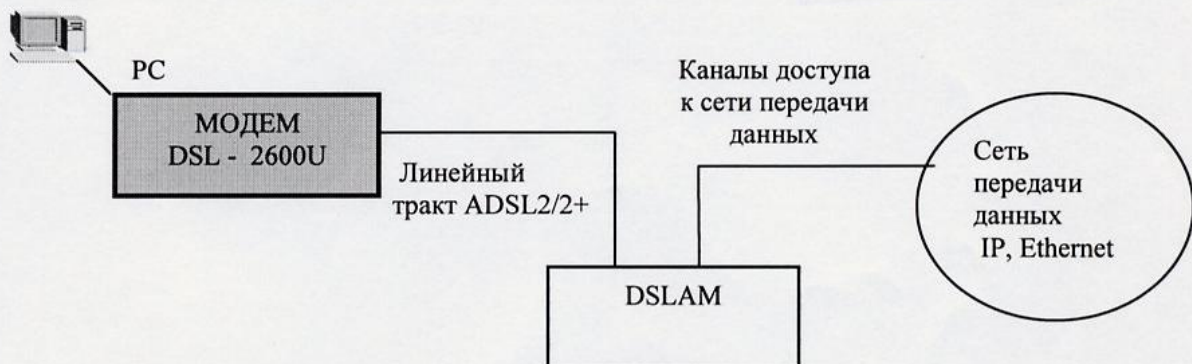 PC
МОДЕМ
DSL - 2600U
Линейный
тракт ADSL2/2+
Каналы доступа
к сети передачи
данных
DSLAM
Сеть
передачи
данных
IP, Ethernet